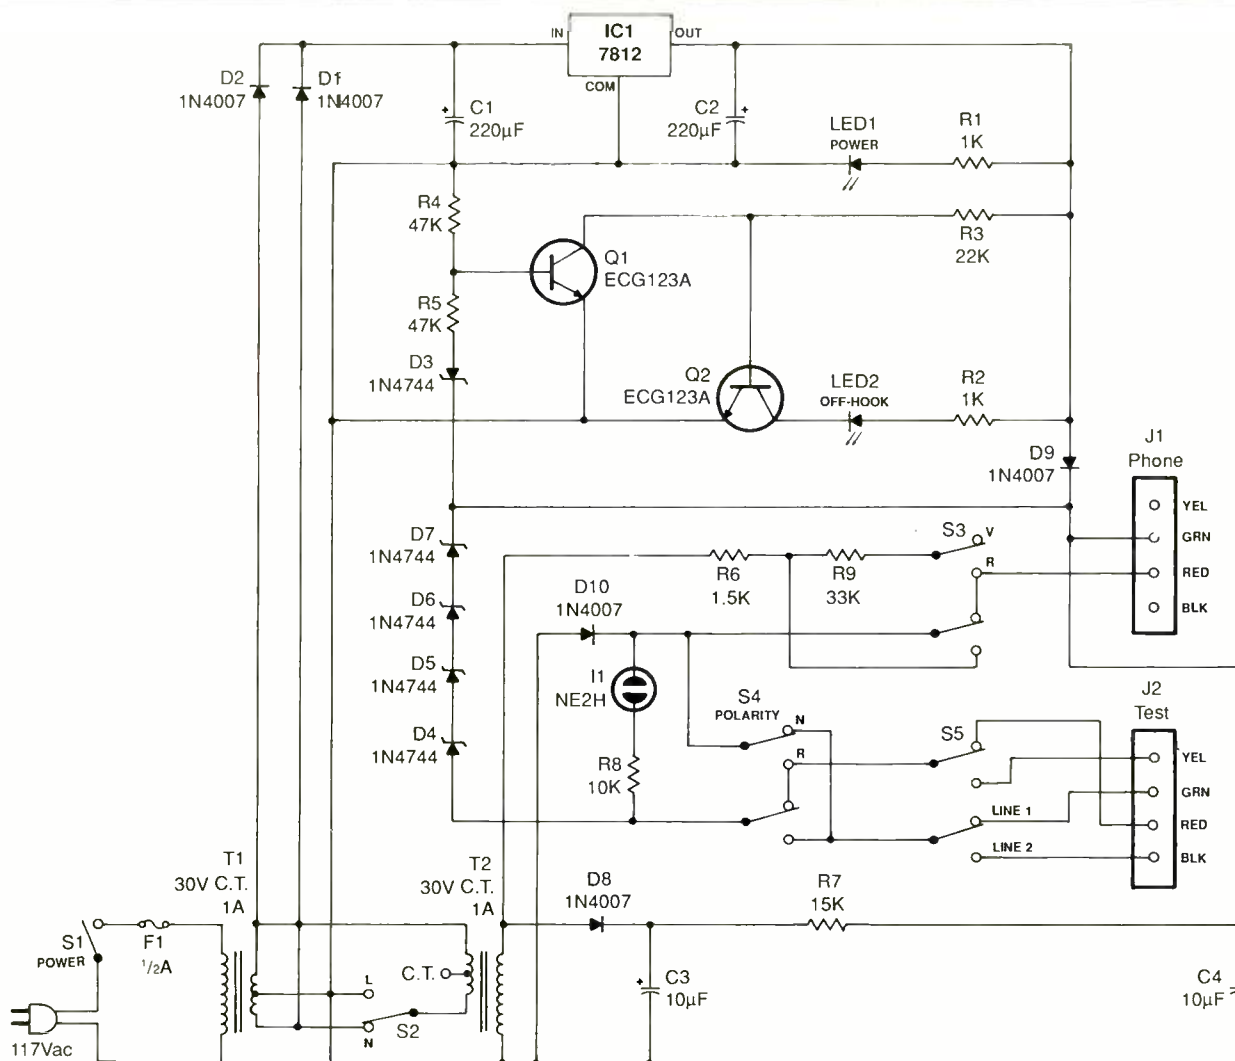 IN
IC1
7812
OUT
COM
D2
1N4007
D1
1N4007
C1
220µF
C2
220µF
LED1
POWER
R1
1K
R4
47K
Q1
ECG123A
R3
22K
R5
47K
D3
1N4744
Q2
ECG123A
LED2
OFF-HOOK
R2
1K
D9
1N4007
J1
Phone
YEL
GRN
RED
BLK
D7
1N4744
S3
V
R
R6
1.5K
R9
33K
D6
1N4744
D10
1N4007
D5
1N4744
I1
NE2H
S4
POLARITY
N
R
S5
J2
Test
YEL
GRN
RED
BLK
D4
1N4744
R8
10K
LINE 1
LINE 2
T1
30V C.T.
1A
T2
30V C.T.
1A
D8
1N4007
R7
15K
S1
POWER
F1
1/2A
C.T.
L
N
S2
C3
10µF
C4
10µF
117Vac